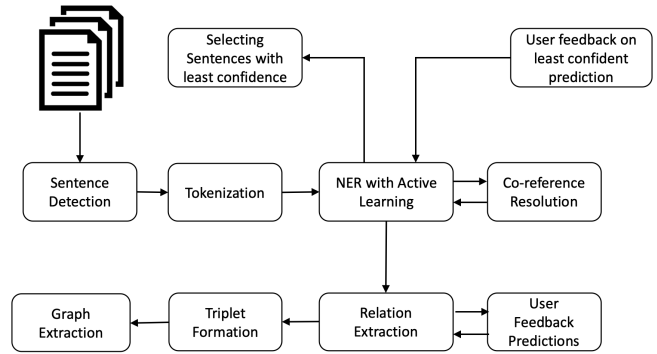 Selecting
Sentences with
least confidence
User feedback on
least confident
prediction
Sentence
Detection
Tokenization
NER with Active
Learning
Co-reference
Resolution
Graph
Extraction
Triplet
Formation
Relation
Extraction
User
Feedback
Predictions